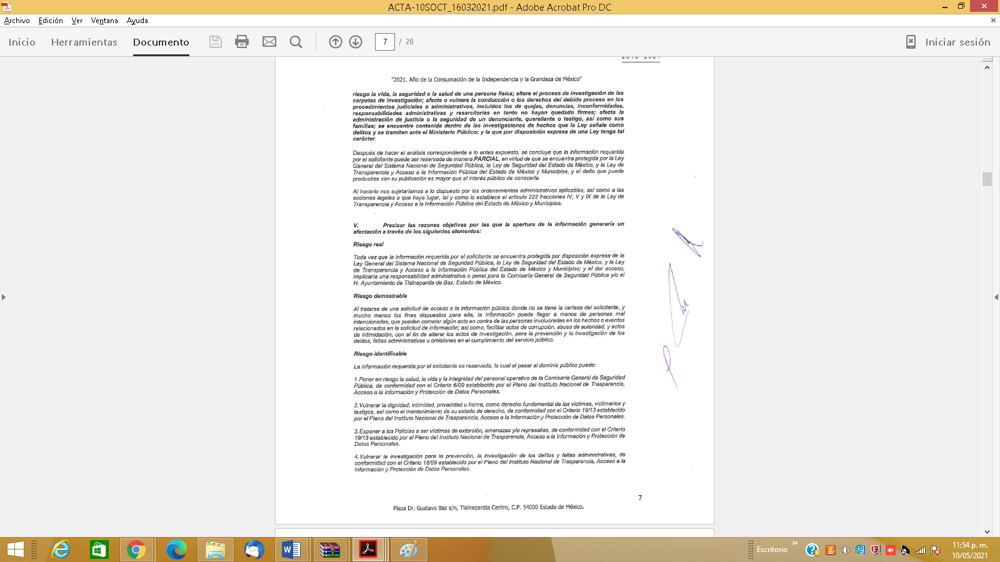 ACTA-10SOCT_16032021.pdf - Adobe Acrobat Pro DC
Archivo Edición Ver Ventana Ayuda
Inicio Herramientas Documento 7 / 28 Iniciar sesión
2019-2021
"2021. Año de la Consumación de la Independencia y la Grandeza de México"
riesgo la vida, la seguridad o la salud de una persona física; altere el proceso de investigación de las
carpetas de investigación; afecte o vulnere la conducción o los derechos del debido proceso en los
procedimientos judiciales o administrativos, incluidos los de quejas, denuncias, inconformidades,
responsabilidades administrativas y resarcitorias en tanto no hayan quedado firmes; afecte la
administración de justicia o la seguridad de un denunciante, querellante o testigo, así como sus
familias; se encuentre contenida dentro de las investigaciones de hechos que la Ley señale como
delitos y se tramiten ante el Ministerio Público; y la que por disposición expresa de una Ley tenga tal
carácter.
Después de hacer el análisis correspondiente a lo antes expuesto, se concluye que la información requerida
por el solicitante puede ser reservada de manera PARCIAL, en virtud de que se encuentra protegida por la Ley
General del Sistema Nacional de Seguridad Pública, la Ley de Seguridad del Estado de México, y la Ley de
Transparencia y Acceso a la Información Pública del Estado de México y Municipios, y el daño que puede
producirse con su publicación es mayor que el interés público de conocerla.
Al hacerlo nos sujetaríamos a lo dispuesto por los ordenamientos administrativos aplicables, así como a las
acciones legales a que haya lugar, tal y como lo establece el artículo 222 fracciones IV, V y IX de la Ley de
Transparencia y Acceso a la Información Pública del Estado de México y Municipios.
V. Precisar las razones objetivas por las que la apertura de la información generaría un
afectación a través de los siguientes elementos:
Riesgo real
Toda vez que la información requerida por el solicitante se encuentra protegida por disposición expresa de la
Ley General del Sistema Nacional de Seguridad Pública, la Ley de Seguridad del Estado de México, y la Ley
de Transparencia y Acceso a la Información Pública del Estado de México y Municipios; y el dar acceso,
implicaría una responsabilidad administrativa o penal para la Comisaría General de Seguridad Pública y/o el
H. Ayuntamiento de Tlalnepantla de Baz, Estado de México.
Riesgo demostrable
Al tratarse de una solicitud de acceso a la información pública donde no se tiene la certeza del solicitante, y
mucho menos los fines dispuestos para ella, la información puede llegar a manos de personas mal
intencionadas, que pueden cometer algún acto en contra de las personas involucradas en los hechos o eventos
relacionados en la solicitud de información; así como, facilitar actos de corrupción, abuso de autoridad, y actos
de intimidación, con el fin de alterar los actos de investigación, para la prevención y la investigación de los
delitos, faltas administrativas u omisiones en el cumplimiento del servicio público.
Riesgo identificable
La información requerida por el solicitante es reservada, la cual al pasar al dominio público puede:
1.Poner en riesgo la salud, la vida y la integridad del personal operativo de la Comisaría General de Seguridad
Pública, de conformidad con el Criterio 6/09 establecido por el Pleno del Instituto Nacional de Trasparencia,
Acceso a la Información y Protección de Datos Personales.
2.Vulnerar la dignidad, intimidad, privacidad u honra, como derecho fundamental de las víctimas, victimarios y
testigos, así como el mantenimiento de su estado de derecho, de conformidad con el Criterio 19/13 establecido
por el Pleno del Instituto Nacional de Trasparencia, Acceso a la Información y Protección de Datos Personales.
3.Exponer a los Policías a ser víctimas de extorsión, amenazas y/o represalias, de conformidad con el Criterio
19/13 establecido por el Pleno del Instituto Nacional de Trasparencia, Acceso a la Información y Protección de
Datos Personales.
4.Vulnerar la investigación para la prevención, la investigación de los delitos y faltas administrativas, de
conformidad con el Criterio 18/09 establecido por el Pleno del Instituto Nacional de Trasparencia, Acceso a la
Información y Protección de Datos Personales.
7
Plaza Dr. Gustavo Baz s/n, Tlalnepantla Centro, C.P. 54000 Estado de México.
Escritorio
11:54 p. m.
10/05/2021